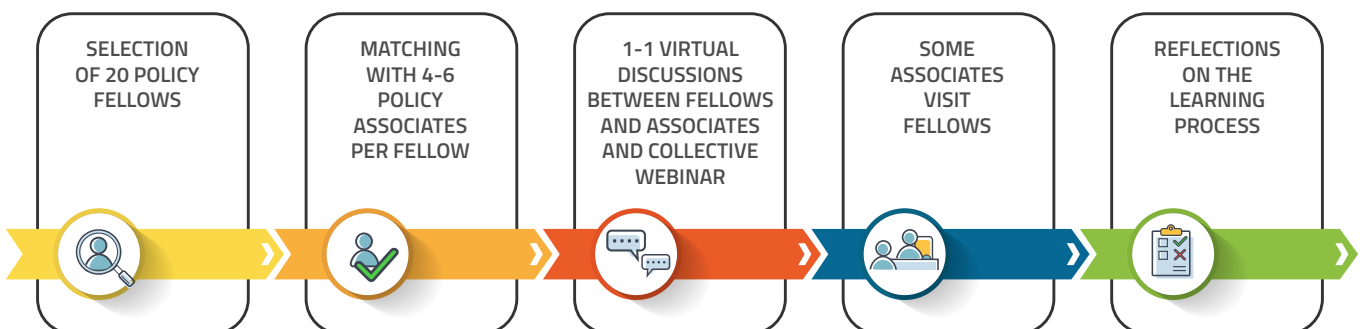 SELECTION
OF 20 POLICY
FELLOWS
MATCHING
WITH 4-6
POLICY
ASSOCIATES
PER FELLOW
1-1 VIRTUAL
DISCUSSIONS
BETWEEN FELLOWS
AND ASSOCIATES
AND COLLECTIVE
WEBINAR
SOME
ASSOCIATES
VISIT
FELLOWS
REFLECTIONS
ON THE
LEARNING
PROCESS